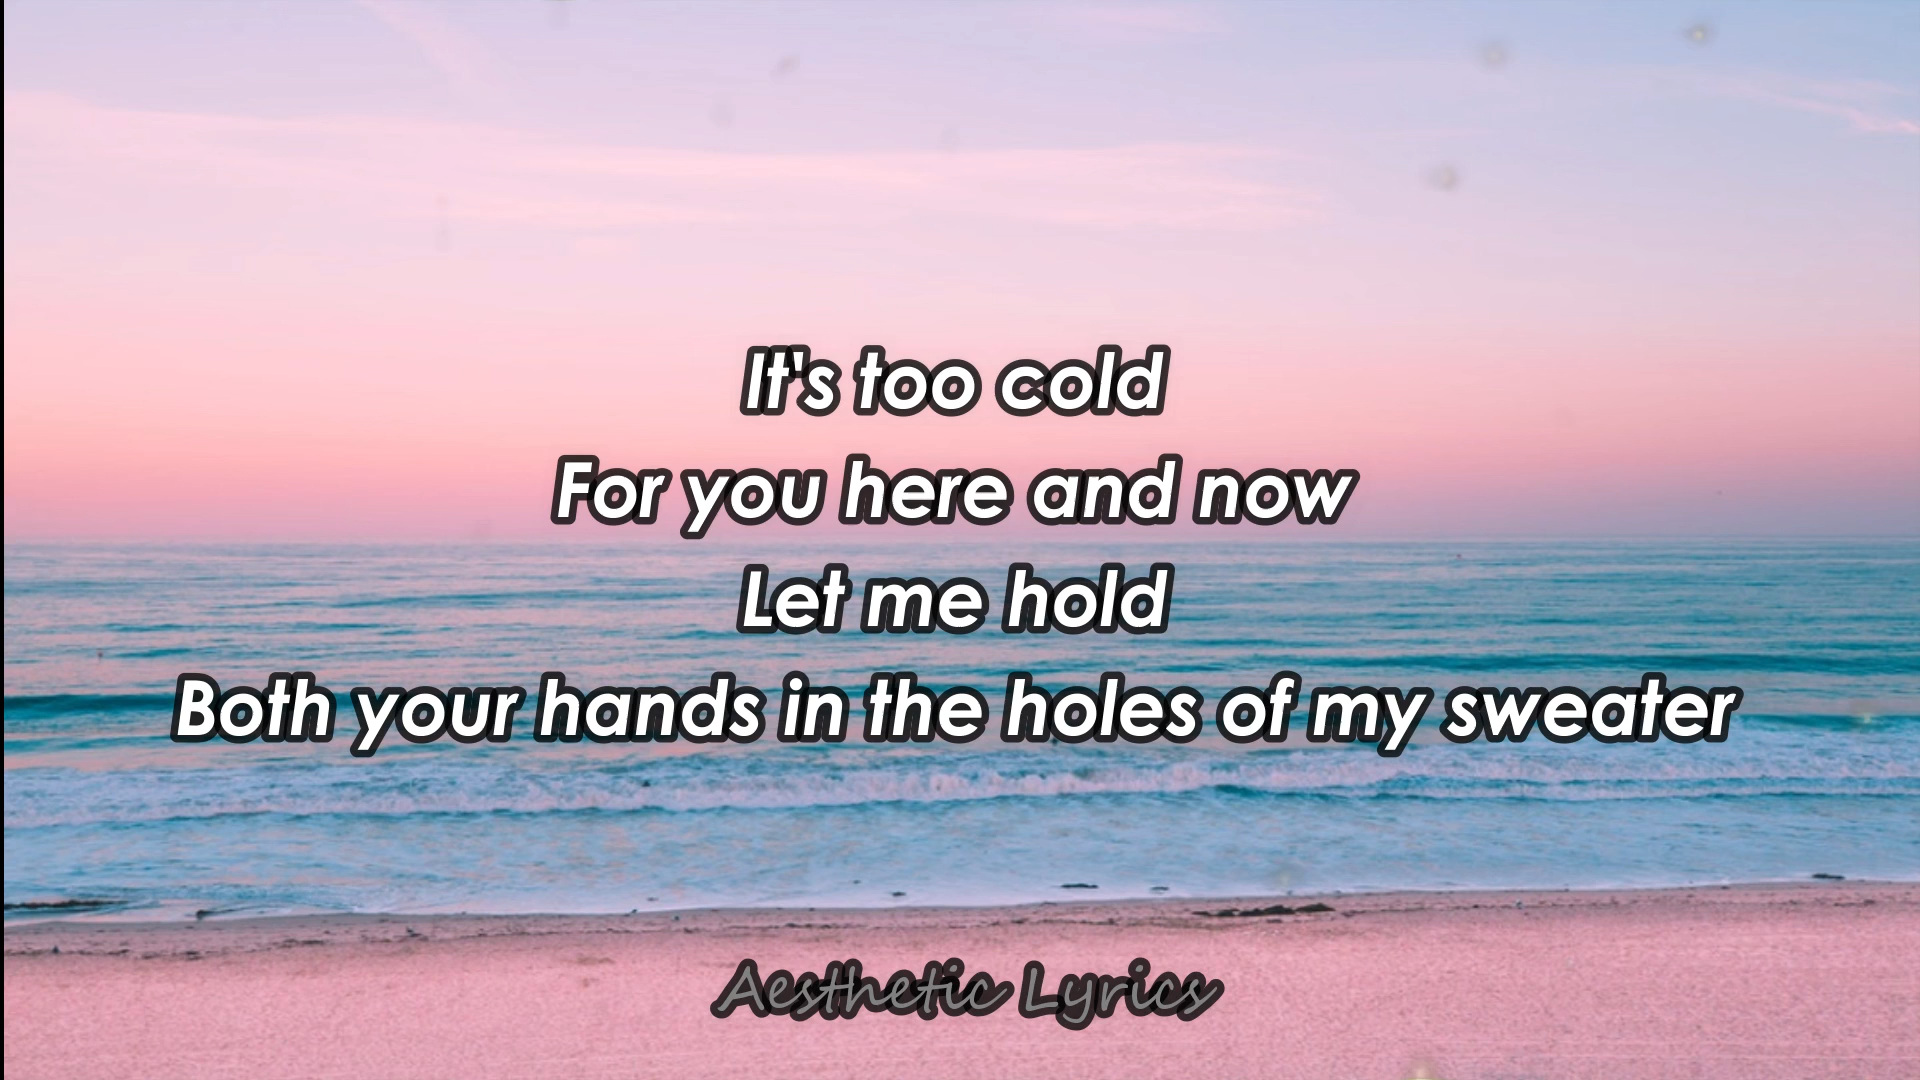 It's too cold
For you here and now
Let me hold
Both your hands in the holes of my sweater
Aesthetic Lyrics